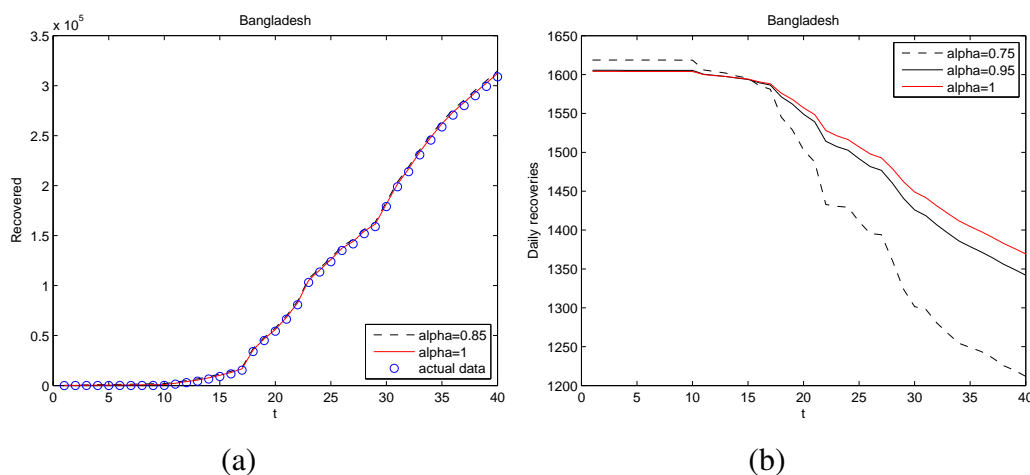 Bangladesh
x 10^5
3.5
3
2.5
2
1.5
1
0.5
0
Recovered
0 5 10 15 20 25 30 35 40
t
alpha=0.85
alpha=1
actual data
(a)
Bangladesh
1650
1600
1550
1500
1450
1400
1350
1300
1250
1200
Daily recoveries
0 5 10 15 20 25 30 35 40
t
alpha=0.75
alpha=0.95
alpha=1
(b)